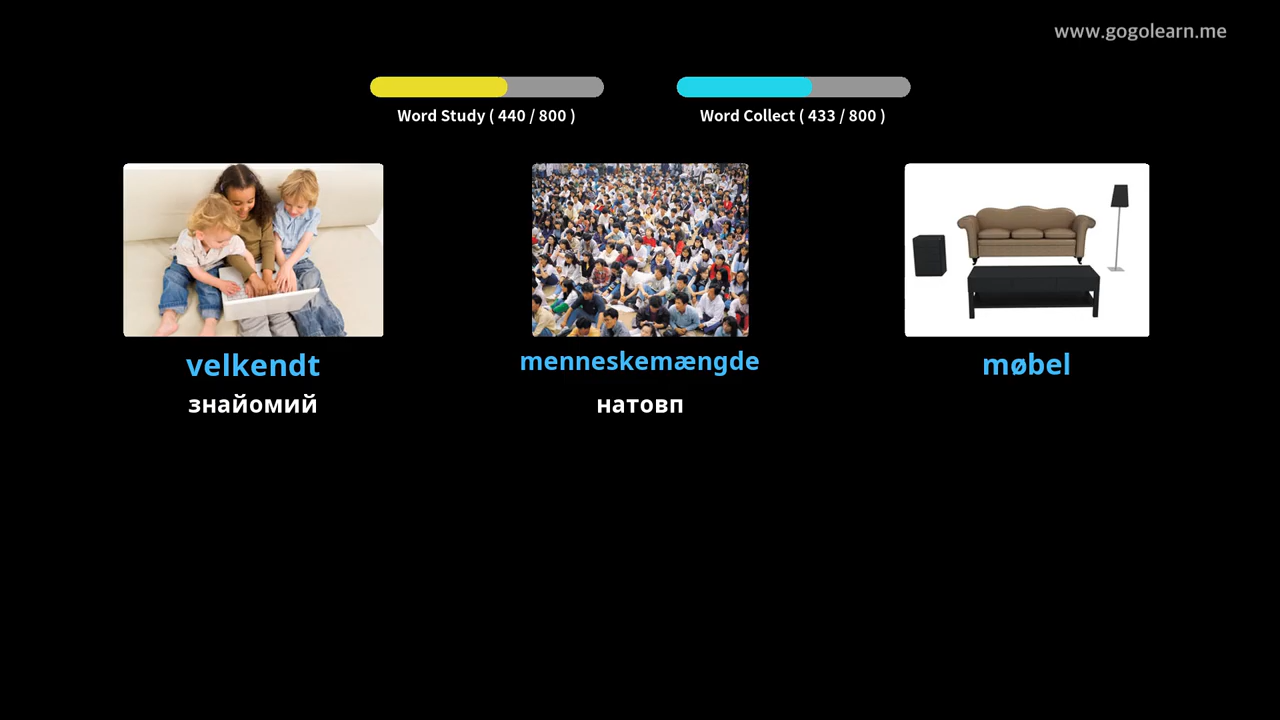 www.gogolearn.me
Word Study ( 440 / 800 )
Word Collect ( 433 / 800 )
velkendt
знайомий
menneskemængde
натовп
møbel